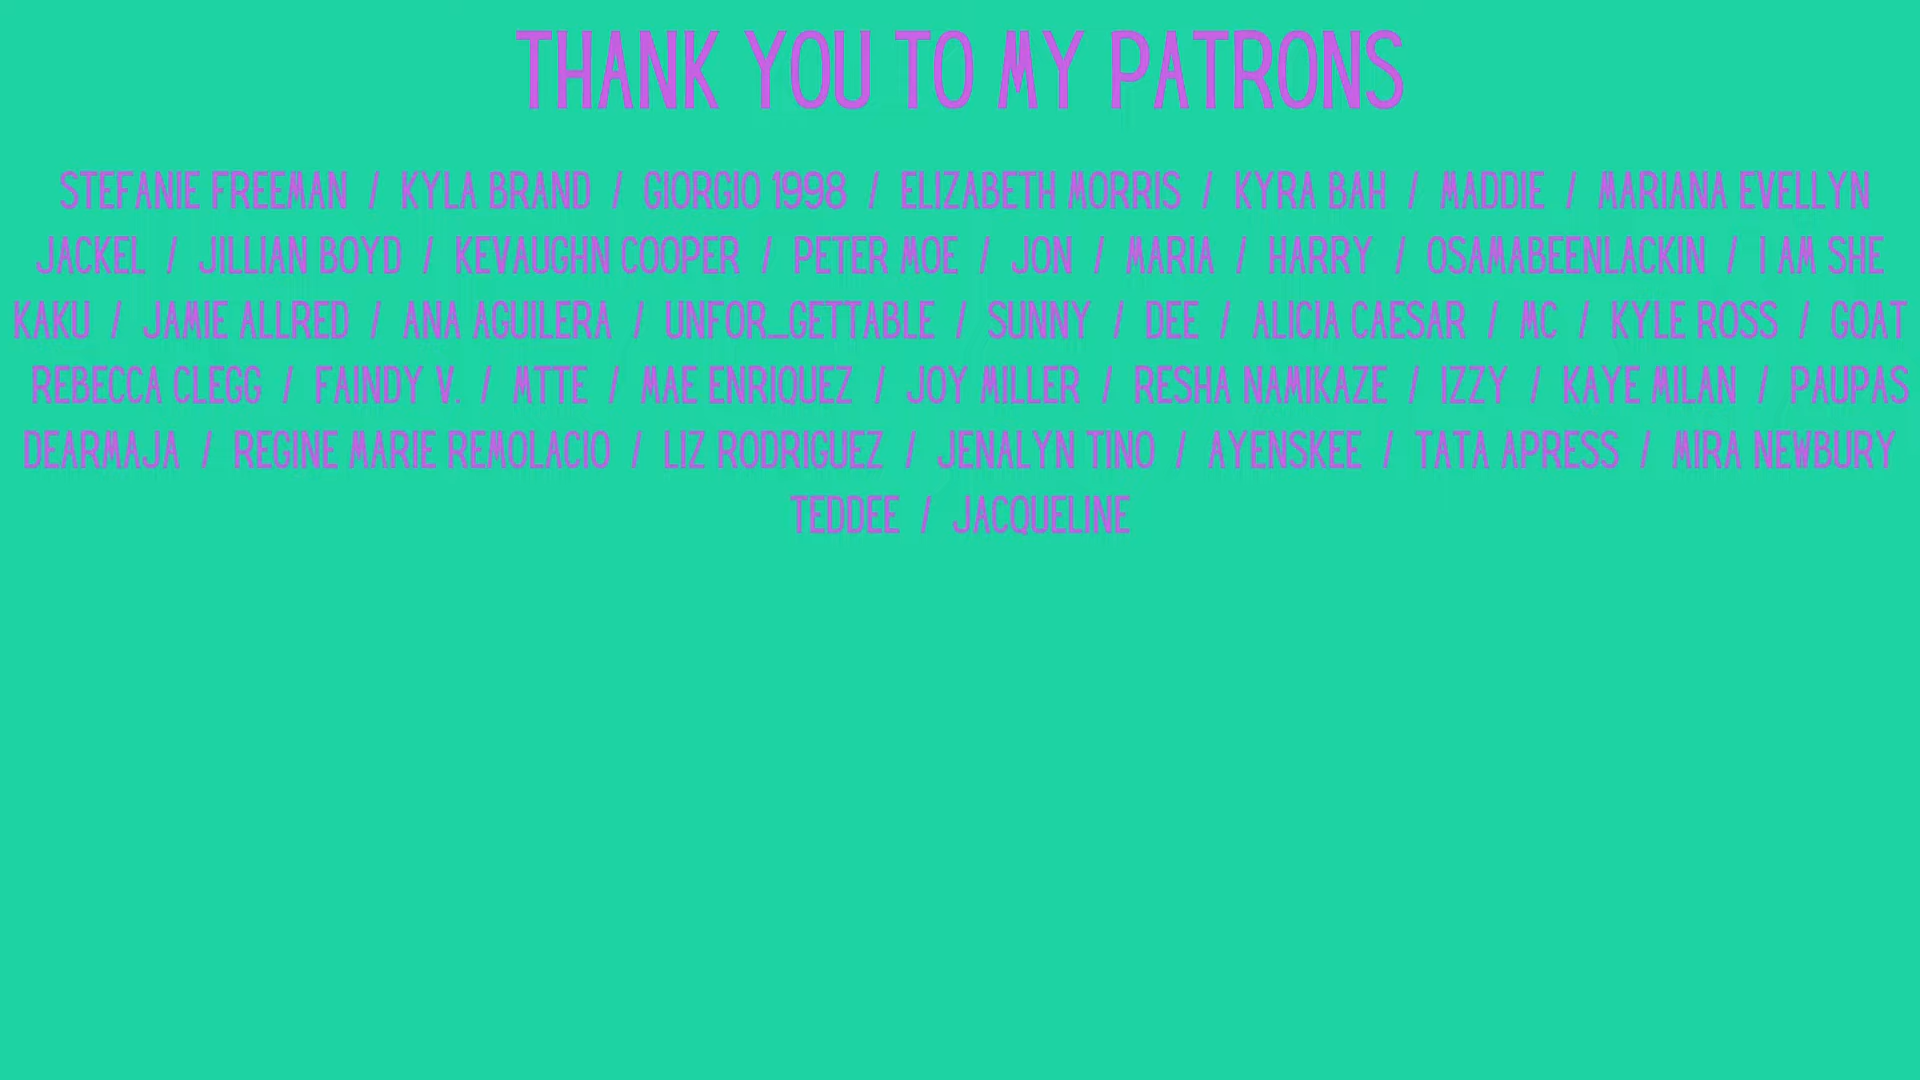 THANK YOU TO MY PATRONS
STEFANIE FREEMAN / KYLA BRAND / GIORGIO 1998 / ELIZABETH MORRIS / KYRA BAH / MADDIE / MARIANA EVELLYN
JACKEL / JILLIAN BOYD / KEVAUGHN COOPER / PETER MOE / JON / MARIA / HARRY / OSAMABEENLACKIN / I AM SHE
KAKU / JAMIE ALLRED / ANA AGUILERA / UNFOR_GETTABLE / SUNNY / DEE / ALICIA CAESAR / MC / KYLE ROSS / GOAT
REBECCA CLEGG / FAINDY V. / MTTE / MAE ENRIQUEZ / JOY MILLER / RESHA NAMIKAZE / IZZY / KAYE MILAN / PAUPAS
DEARMAJA / REGINE MARIE REMOLACIO / LIZ RODRIGUEZ / JENALYN TINO / AYENSKEE / TATA APRESS / MIRA NEWBURY
TEDDEE / JACQUELINE